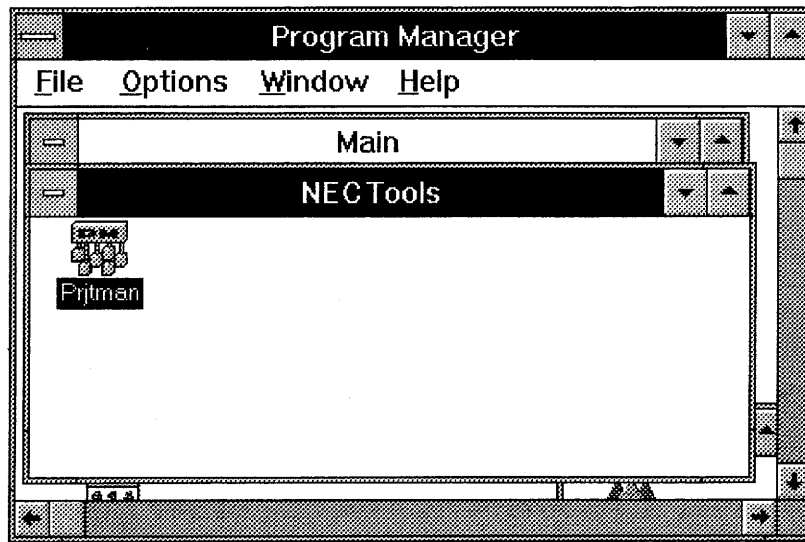 Program Manager
File Options Window Help
Main
NEC Tools
Prjtman